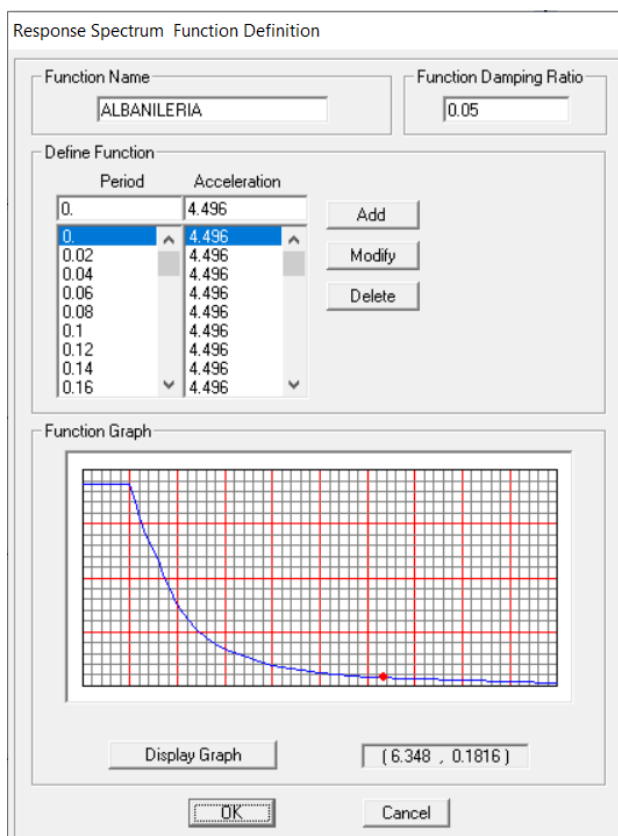 Response Spectrum Function Definition
Function Name
Function Damping Ratio
ALBANILERIA
0.05
Define Function
Period Acceleration
0. 4.496
Add
0. 4.496
0.02 4.496
Modify
0.04 4.496
0.06 4.496
Delete
0.08 4.496
0.1 4.496
0.12 4.496
0.14 4.496
0.16 4.496
Function Graph
Display Graph
( 6.348 , 0.1816 )
OK
Cancel